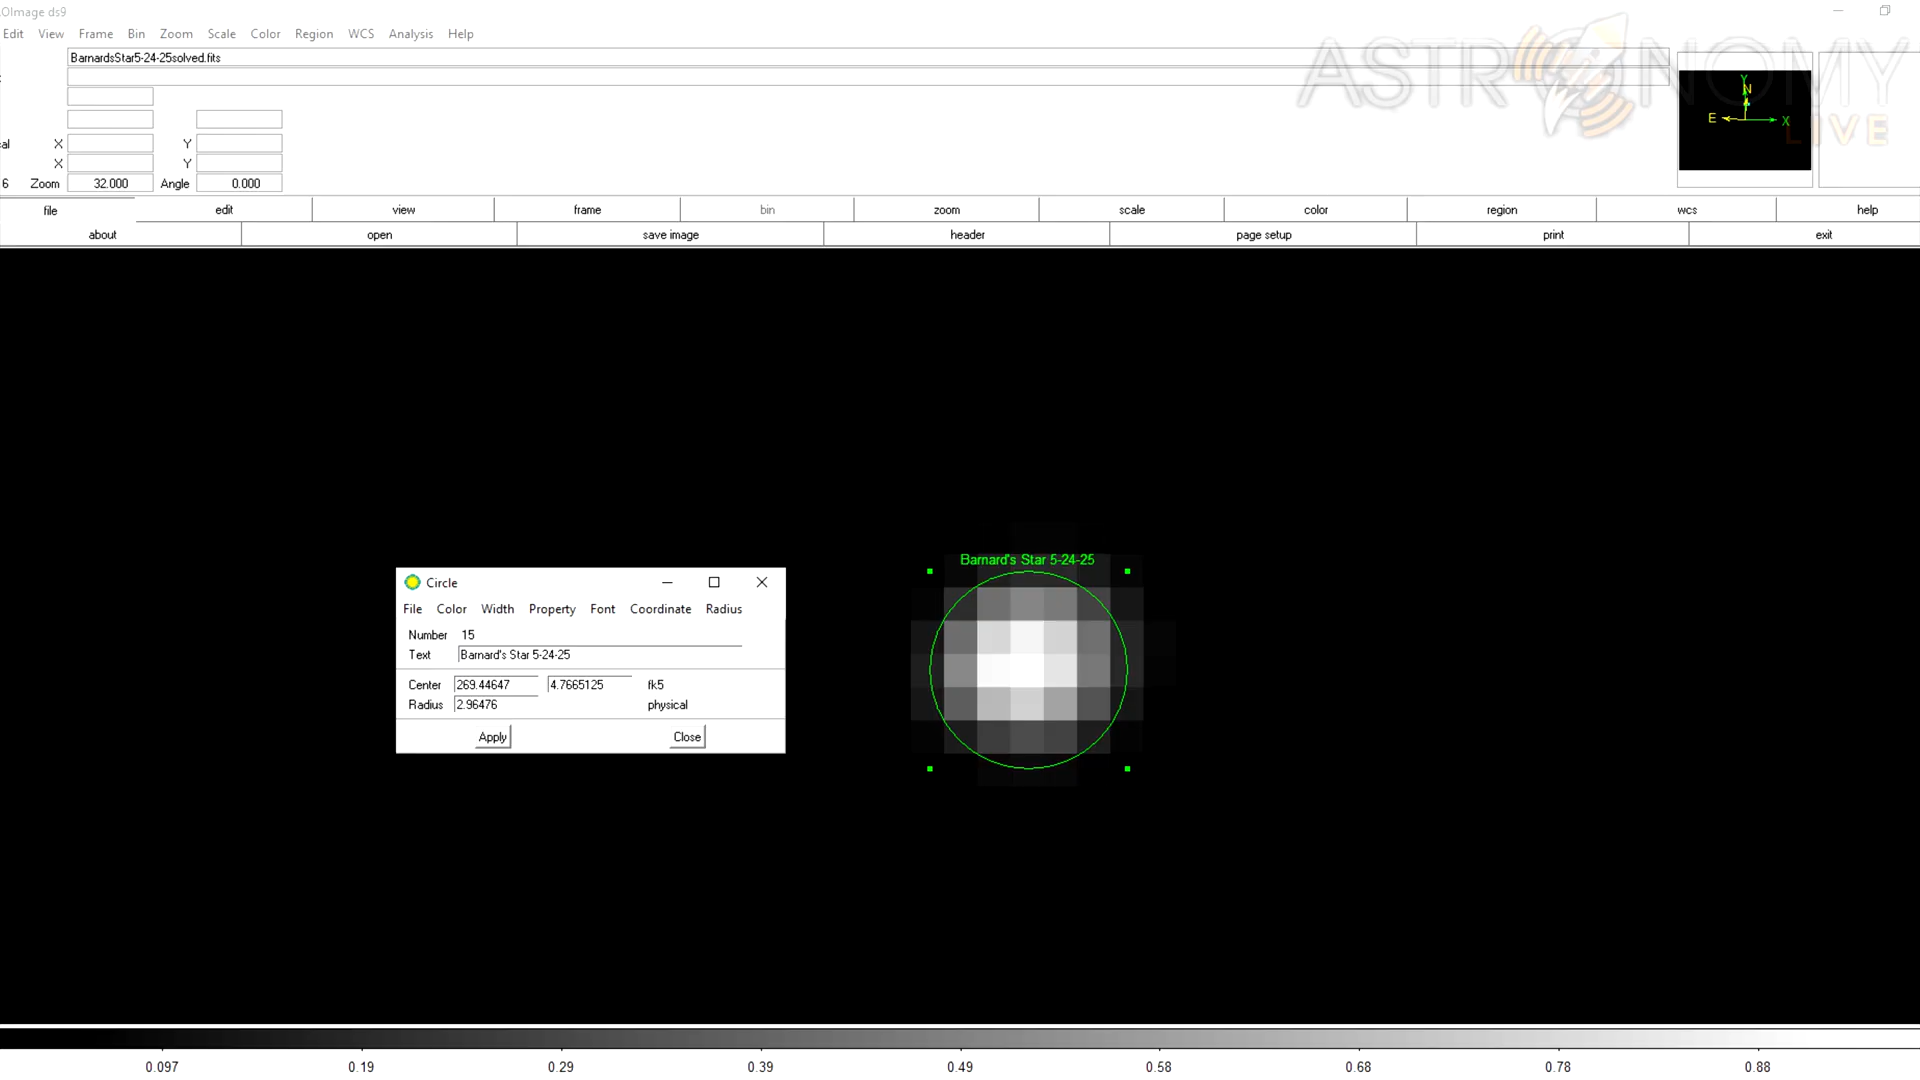 OImage ds9
Edit View Frame Bin Zoom Scale Color Region WCS Analysis Help
BarnardsStar5-24-25solved.fits
al X Y
X Y
6 Zoom 32.000 Angle 0.000
ASTRONOMY
LIVE
Y
N
E
X
file edit view frame bin zoom scale color region wcs help
about open save image header page setup print exit
Barnard's Star 5-24-25
Circle
File Color Width Property Font Coordinate Radius
Number 15
Text Barnard's Star 5-24-25
Center 269.44647 4.7665125 fk5
Radius 2.96476 physical
Apply Close
0.097 0.19 0.29 0.39 0.49 0.58 0.68 0.78 0.88